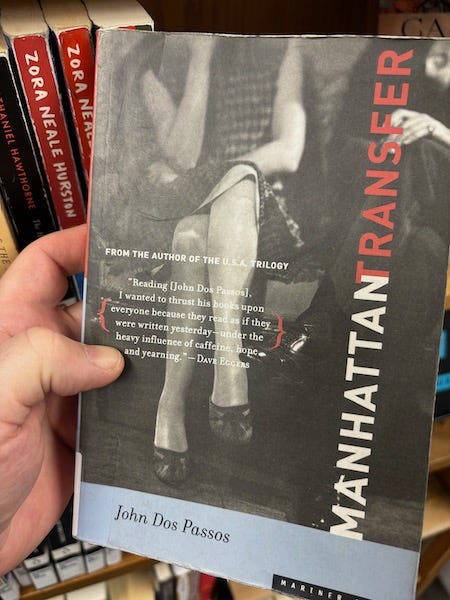 ZORA NEALE HURSTON
ZORA NEALE
NATHANIEL HAWTHORNE
MANHATTAN TRANSFER
FROM THE AUTHOR OF THE U.S.A. TRILOGY
"Reading [John Dos Passos],
I wanted to thrust his books upon
everyone because they read as if they
were written yesterday—under the
heavy influence of caffeine, hope
and yearning."—DAVE EGGERS
John Dos Passos
MARINER